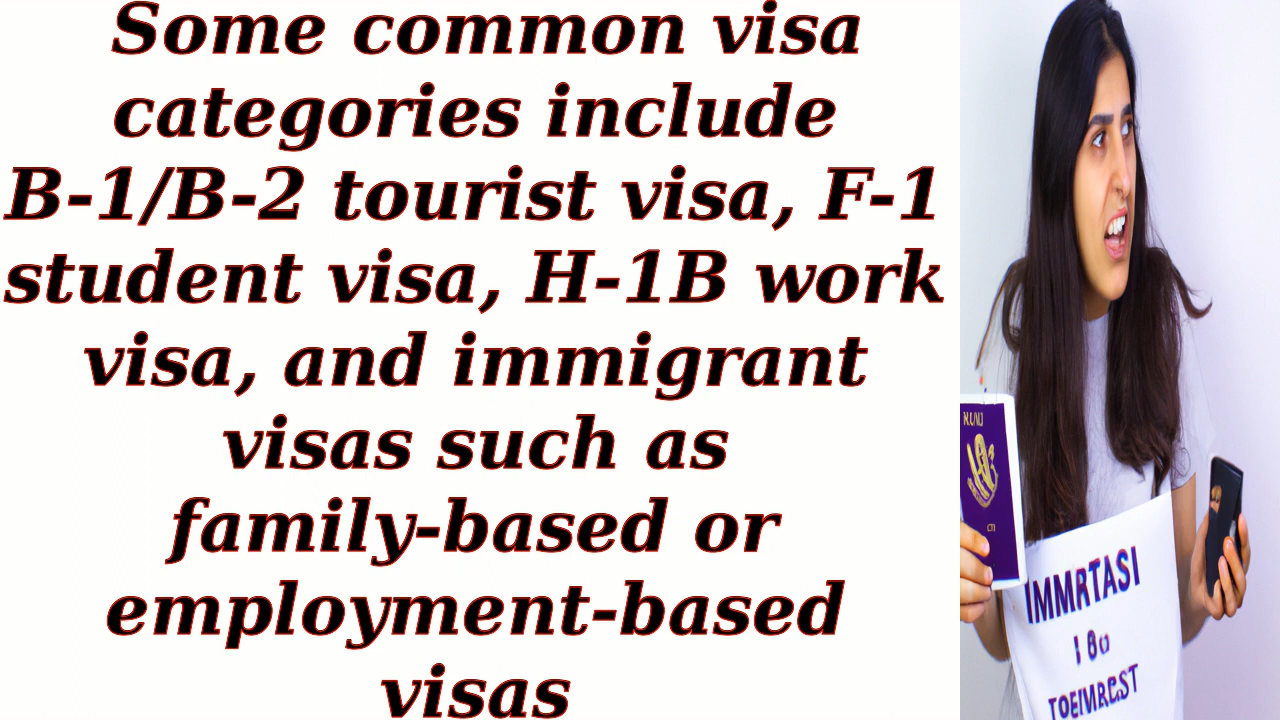 Some common visa
categories include
B-1/B-2 tourist visa, F-1
student visa, H-1B work
visa, and immigrant
visas such as
family-based or
employment-based
visas
IMMRTASI